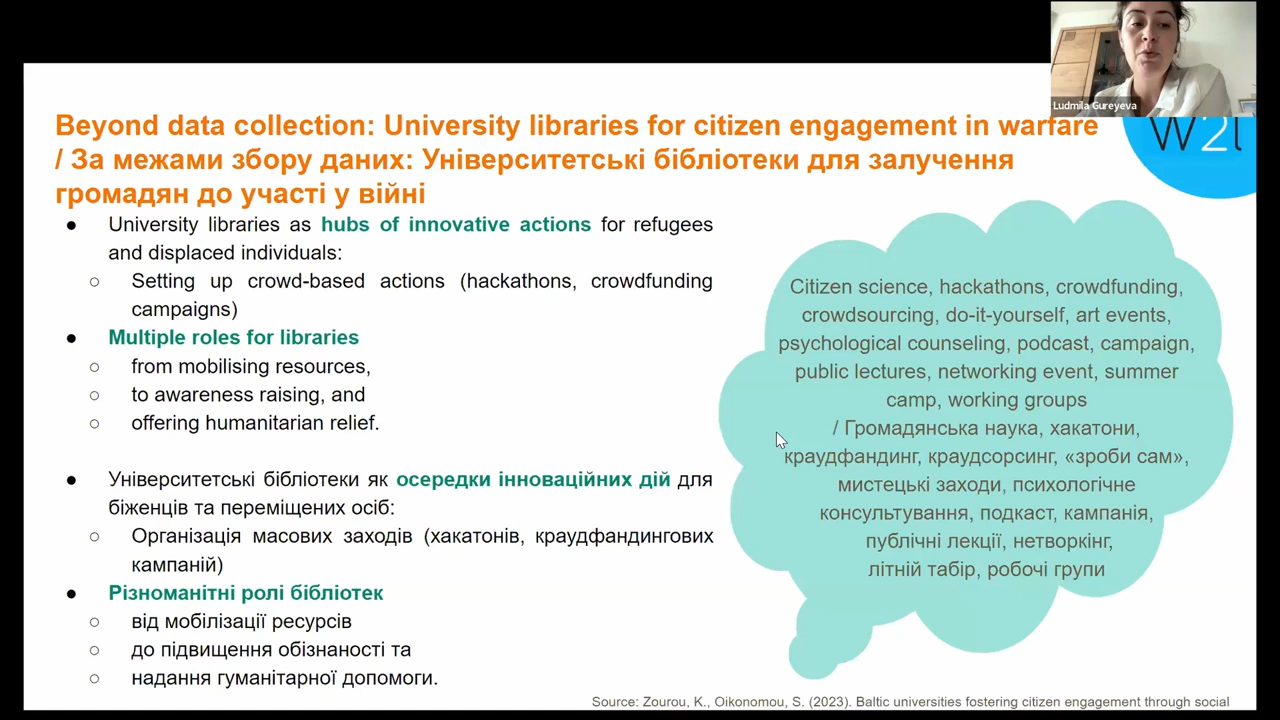 Ludmila Gureyeva
W2L
Beyond data collection: University libraries for citizen engagement in warfare
/ За межами збору даних: Університетські бібліотеки для залучення
громадян до участі у війні
● University libraries as hubs of innovative actions for refugees
and displaced individuals:
○ Setting up crowd-based actions (hackathons, crowdfunding
campaigns)
● Multiple roles for libraries
○ from mobilising resources,
○ to awareness raising, and
○ offering humanitarian relief.
● Університетські бібліотеки як осередки інноваційних дій для
біженців та переміщених осіб:
○ Організація масових заходів (хакатонів, краудфандингових
кампаній)
● Різноманітні ролі бібліотек
○ від мобілізації ресурсів
○ до підвищення обізнаності та
○ надання гуманітарної допомоги.
Citizen science, hackathons, crowdfunding,
crowdsourcing, do-it-yourself, art events,
psychological counseling, podcast, campaign,
public lectures, networking event, summer
camp, working groups
/ Громадянська наука, хакатони,
краудфандинг, краудсорсинг, «зроби сам»,
мистецькі заходи, психологічне
консультування, подкаст, кампанія,
публічні лекції, нетворкінг,
літній табір, робочі групи
Source: Zourou, K., Oikonomou, S. (2023). Baltic universities fostering citizen engagement through social